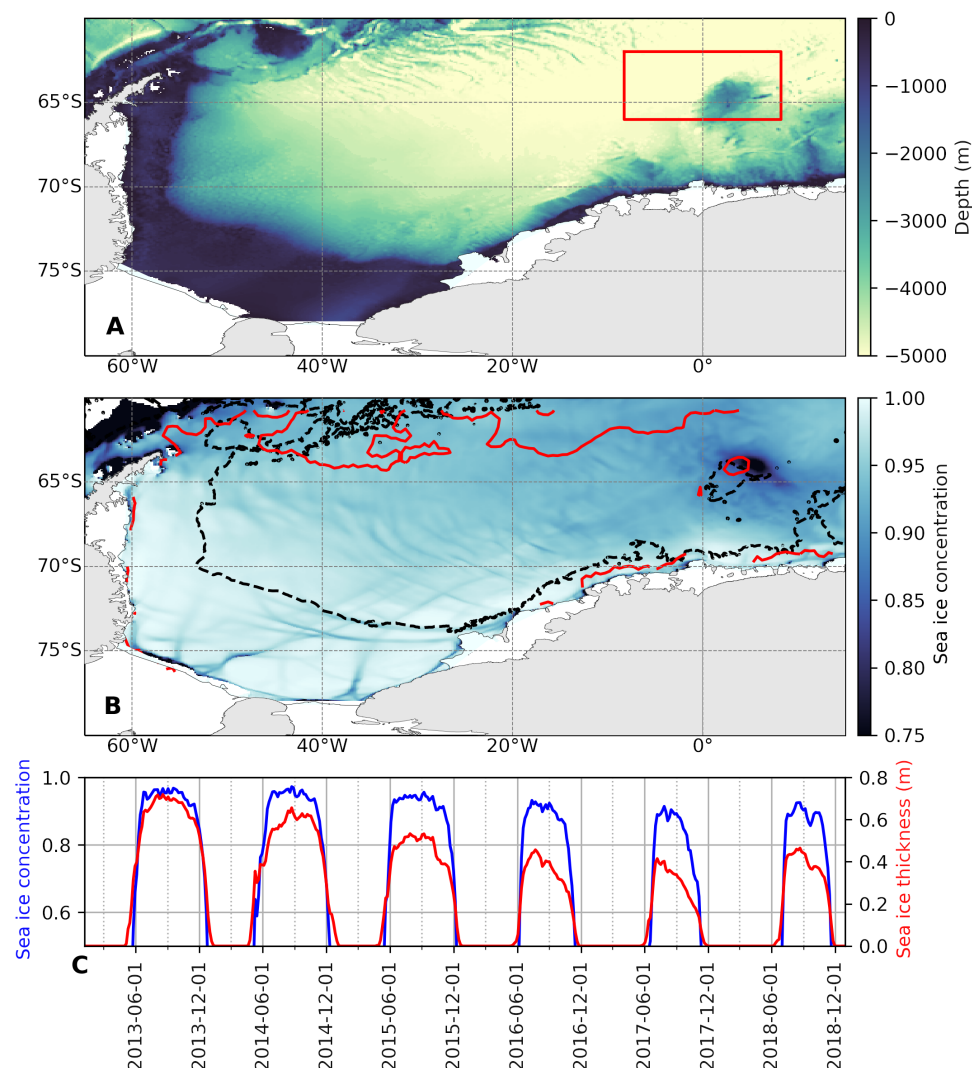 0
−1000
−2000
−3000
−4000
−5000
Depth (m)
65°S
70°S
75°S
A
60°W
40°W
20°W
0°
1.00
0.95
0.90
0.85
0.80
0.75
Sea ice concentration
65°S
70°S
75°S
B
60°W
40°W
20°W
0°
Sea ice concentration
1.0
0.8
0.6
0.8
0.6
0.4
0.2
0.0
Sea ice thickness (m)
C
2013-06-01
2013-12-01
2014-06-01
2014-12-01
2015-06-01
2015-12-01
2016-06-01
2016-12-01
2017-06-01
2017-12-01
2018-06-01
2018-12-01